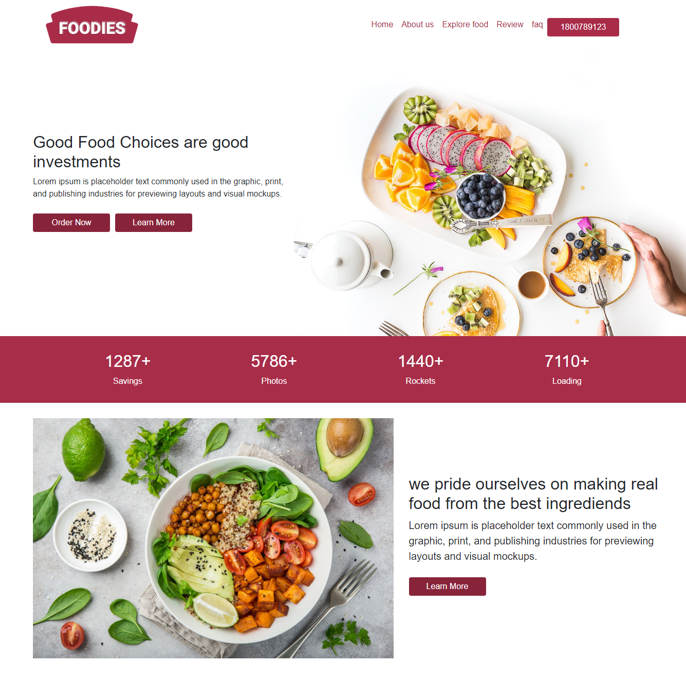 FOODIES
Home About us Explore food Review faq 1800789123
Good Food Choices are good
investments
Lorem ipsum is placeholder text commonly used in the graphic, print,
and publishing industries for previewing layouts and visual mockups.
Order Now Learn More
1287+ 5786+ 1440+ 7110+
Savings Photos Rockets Loading
we pride ourselves on making real
food from the best ingrediends
Lorem ipsum is placeholder text commonly used in the
graphic, print, and publishing industries for previewing
layouts and visual mockups.
Learn More